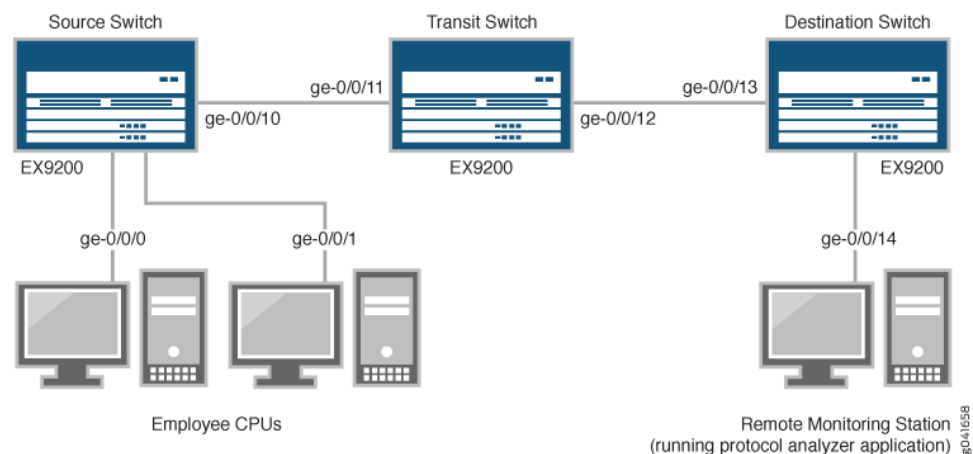 Source Switch
Transit Switch
Destination Switch
ge-0/0/11
ge-0/0/13
ge-0/0/10
ge-0/0/12
EX9200
EX9200
EX9200
ge-0/0/0
ge-0/0/1
ge-0/0/14
Employee CPUs
Remote Monitoring Station
(running protocol analyzer application)
g041658